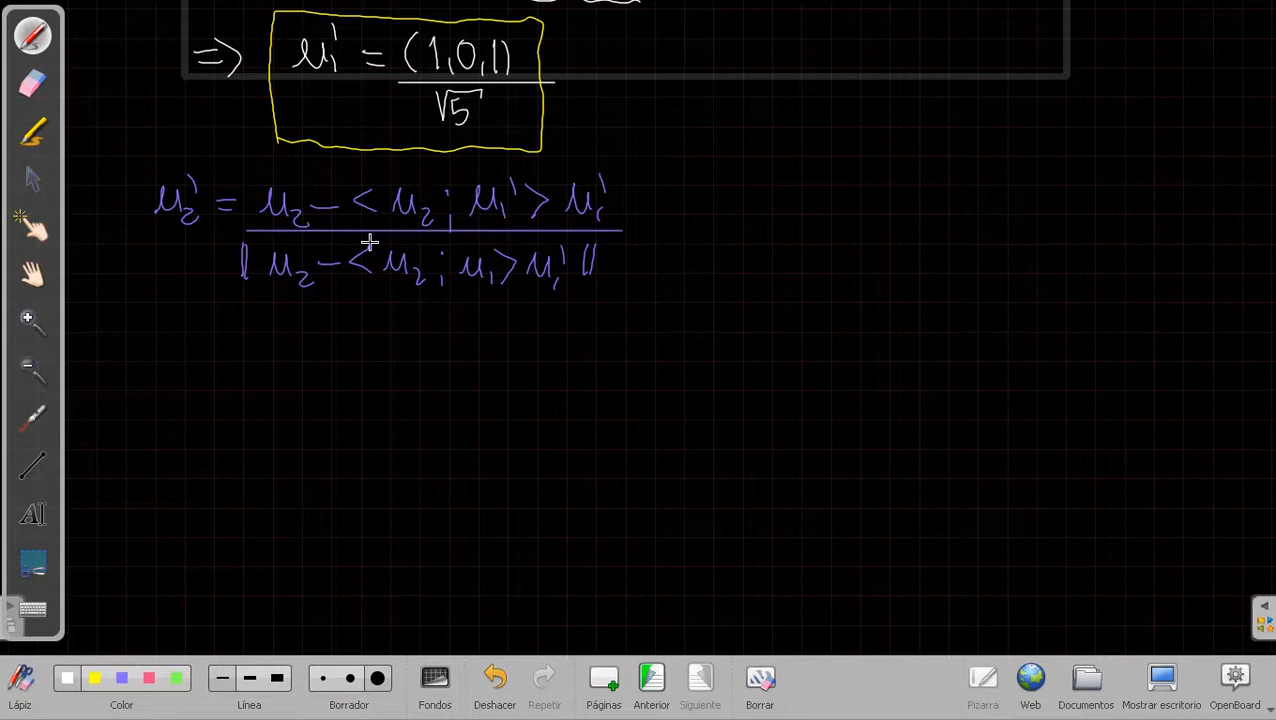 => u₁' = (1,0,1)
√5
u₂' = u₂ - < u₂ ; u₁' > u₁'
|| u₂ - < u₂ ; u₁ > u₁' ||
Lápiz Color Línea Borrador Fondos Deshacer Repetir Páginas Anterior Siguiente Borrar Pizarra Web Documentos Mostrar escritorio OpenBoard